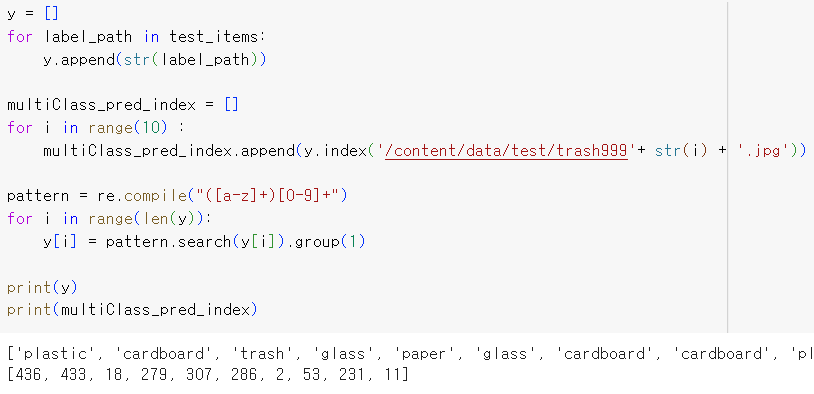 y = []
for label_path in test_items:
    y.append(str(label_path))
multiClass_pred_index = []
for i in range(10) :
    multiClass_pred_index.append(y.index('/content/data/test/trash999'+ str(i) + '.jpg'))
pattern = re.compile("([a-z]+)[0-9]+")
for i in range(len(y)):
    y[i] = pattern.search(y[i]).group(1)
print(y)
print(multiClass_pred_index)
['plastic', 'cardboard', 'trash', 'glass', 'paper', 'glass', 'cardboard', 'cardboard', 'pl
[436, 433, 18, 279, 307, 286, 2, 53, 231, 11]